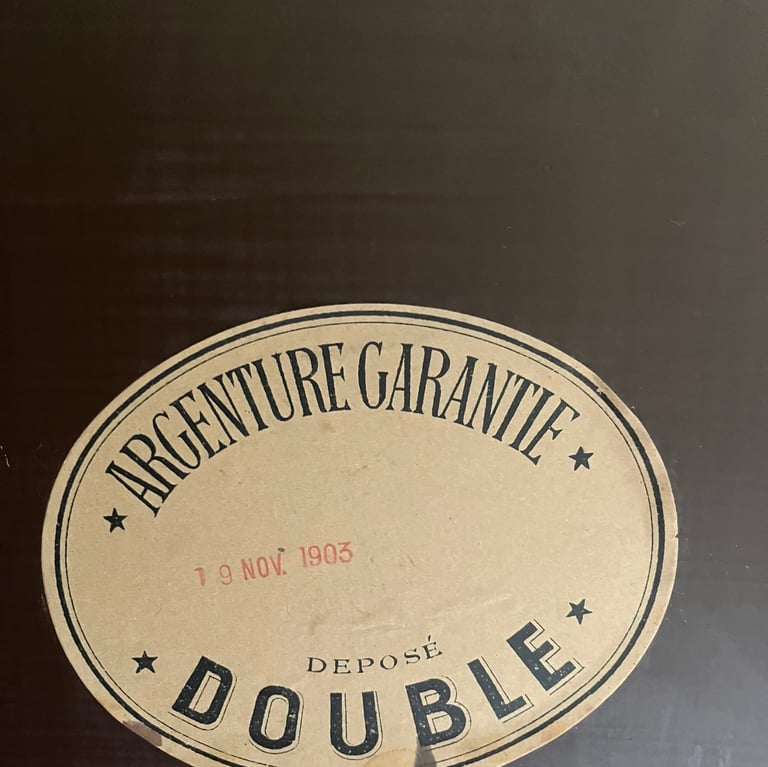 ARGENTURE GARANTIE
19 NOV. 1903
DEPOSÉ
DOUBLE